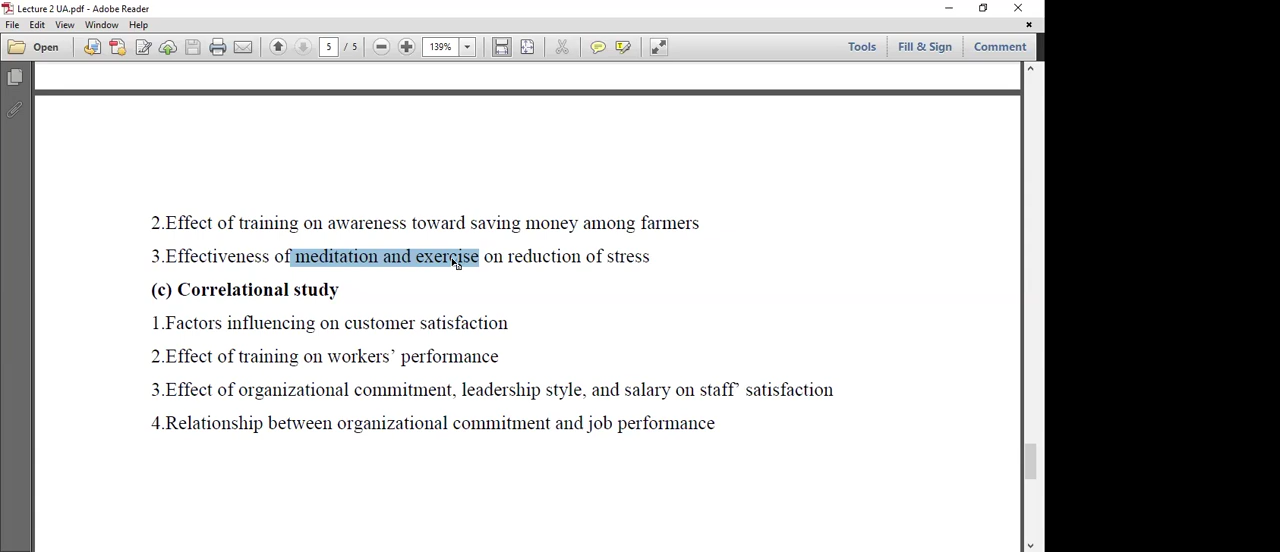 Lecture 2 UA.pdf - Adobe Reader
File Edit View Window Help
Open 5 / 5 139% Tools Fill & Sign Comment
2.Effect of training on awareness toward saving money among farmers
3.Effectiveness of meditation and exercise on reduction of stress
(c) Correlational study
1.Factors influencing on customer satisfaction
2.Effect of training on workers’ performance
3.Effect of organizational commitment, leadership style, and salary on staff’ satisfaction
4.Relationship between organizational commitment and job performance